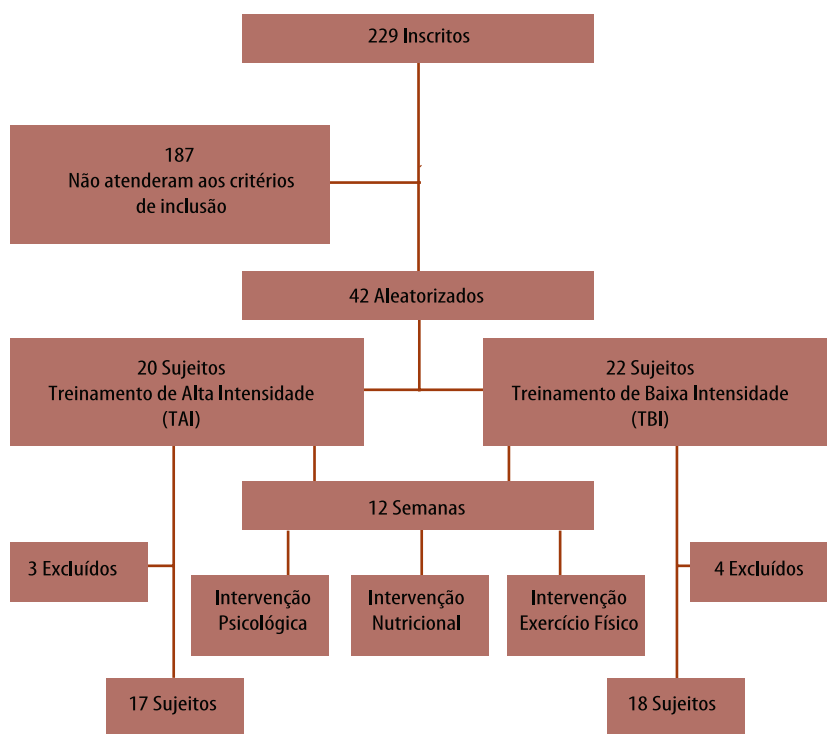 229 Inscritos
187
Não atenderam aos critérios
de inclusão
42 Aleatorizados
20 Sujeitos
Treinamento de Alta Intensidade
(TAI)
22 Sujeitos
Treinamento de Baixa Intensidade
(TBI)
12 Semanas
3 Excluídos
4 Excluídos
Intervenção
Psicológica
Intervenção
Nutricional
Intervenção
Exercício Físico
17 Sujeitos
18 Sujeitos